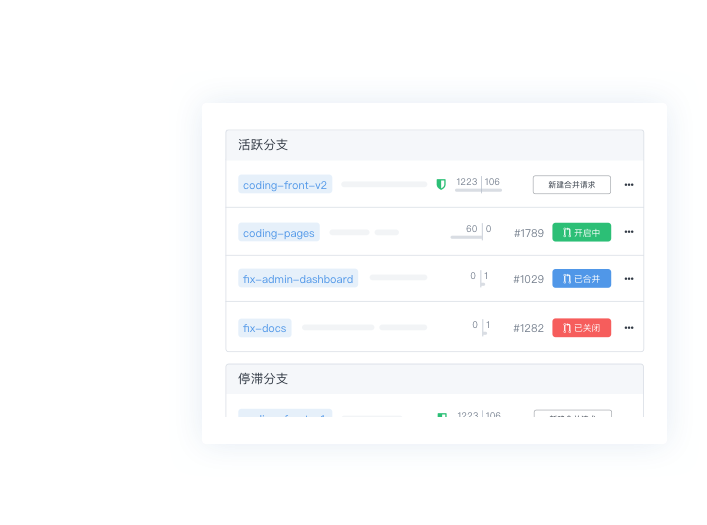 活跃分支
coding-front-v2 1223 106 新建合并请求
coding-pages 60 0 #1789 开启中
fix-admin-dashboard 0 1 #1029 已合并
fix-docs 0 1 #1282 已关闭
停滞分支
1223 106